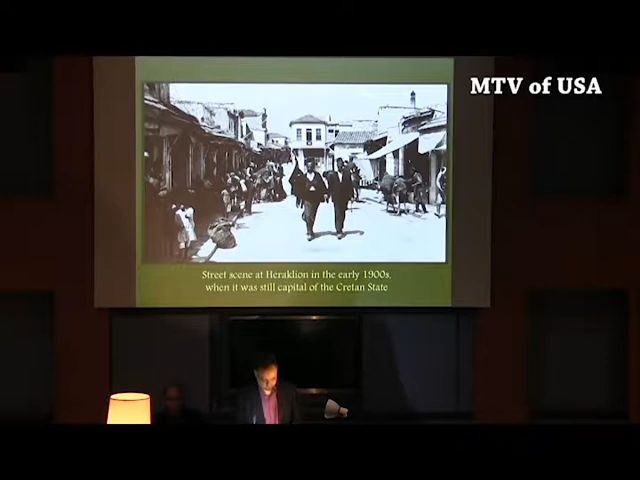 MTV of USA
Street scene at Heraklion in the early 1900s,
when it was still capital of the Cretan State